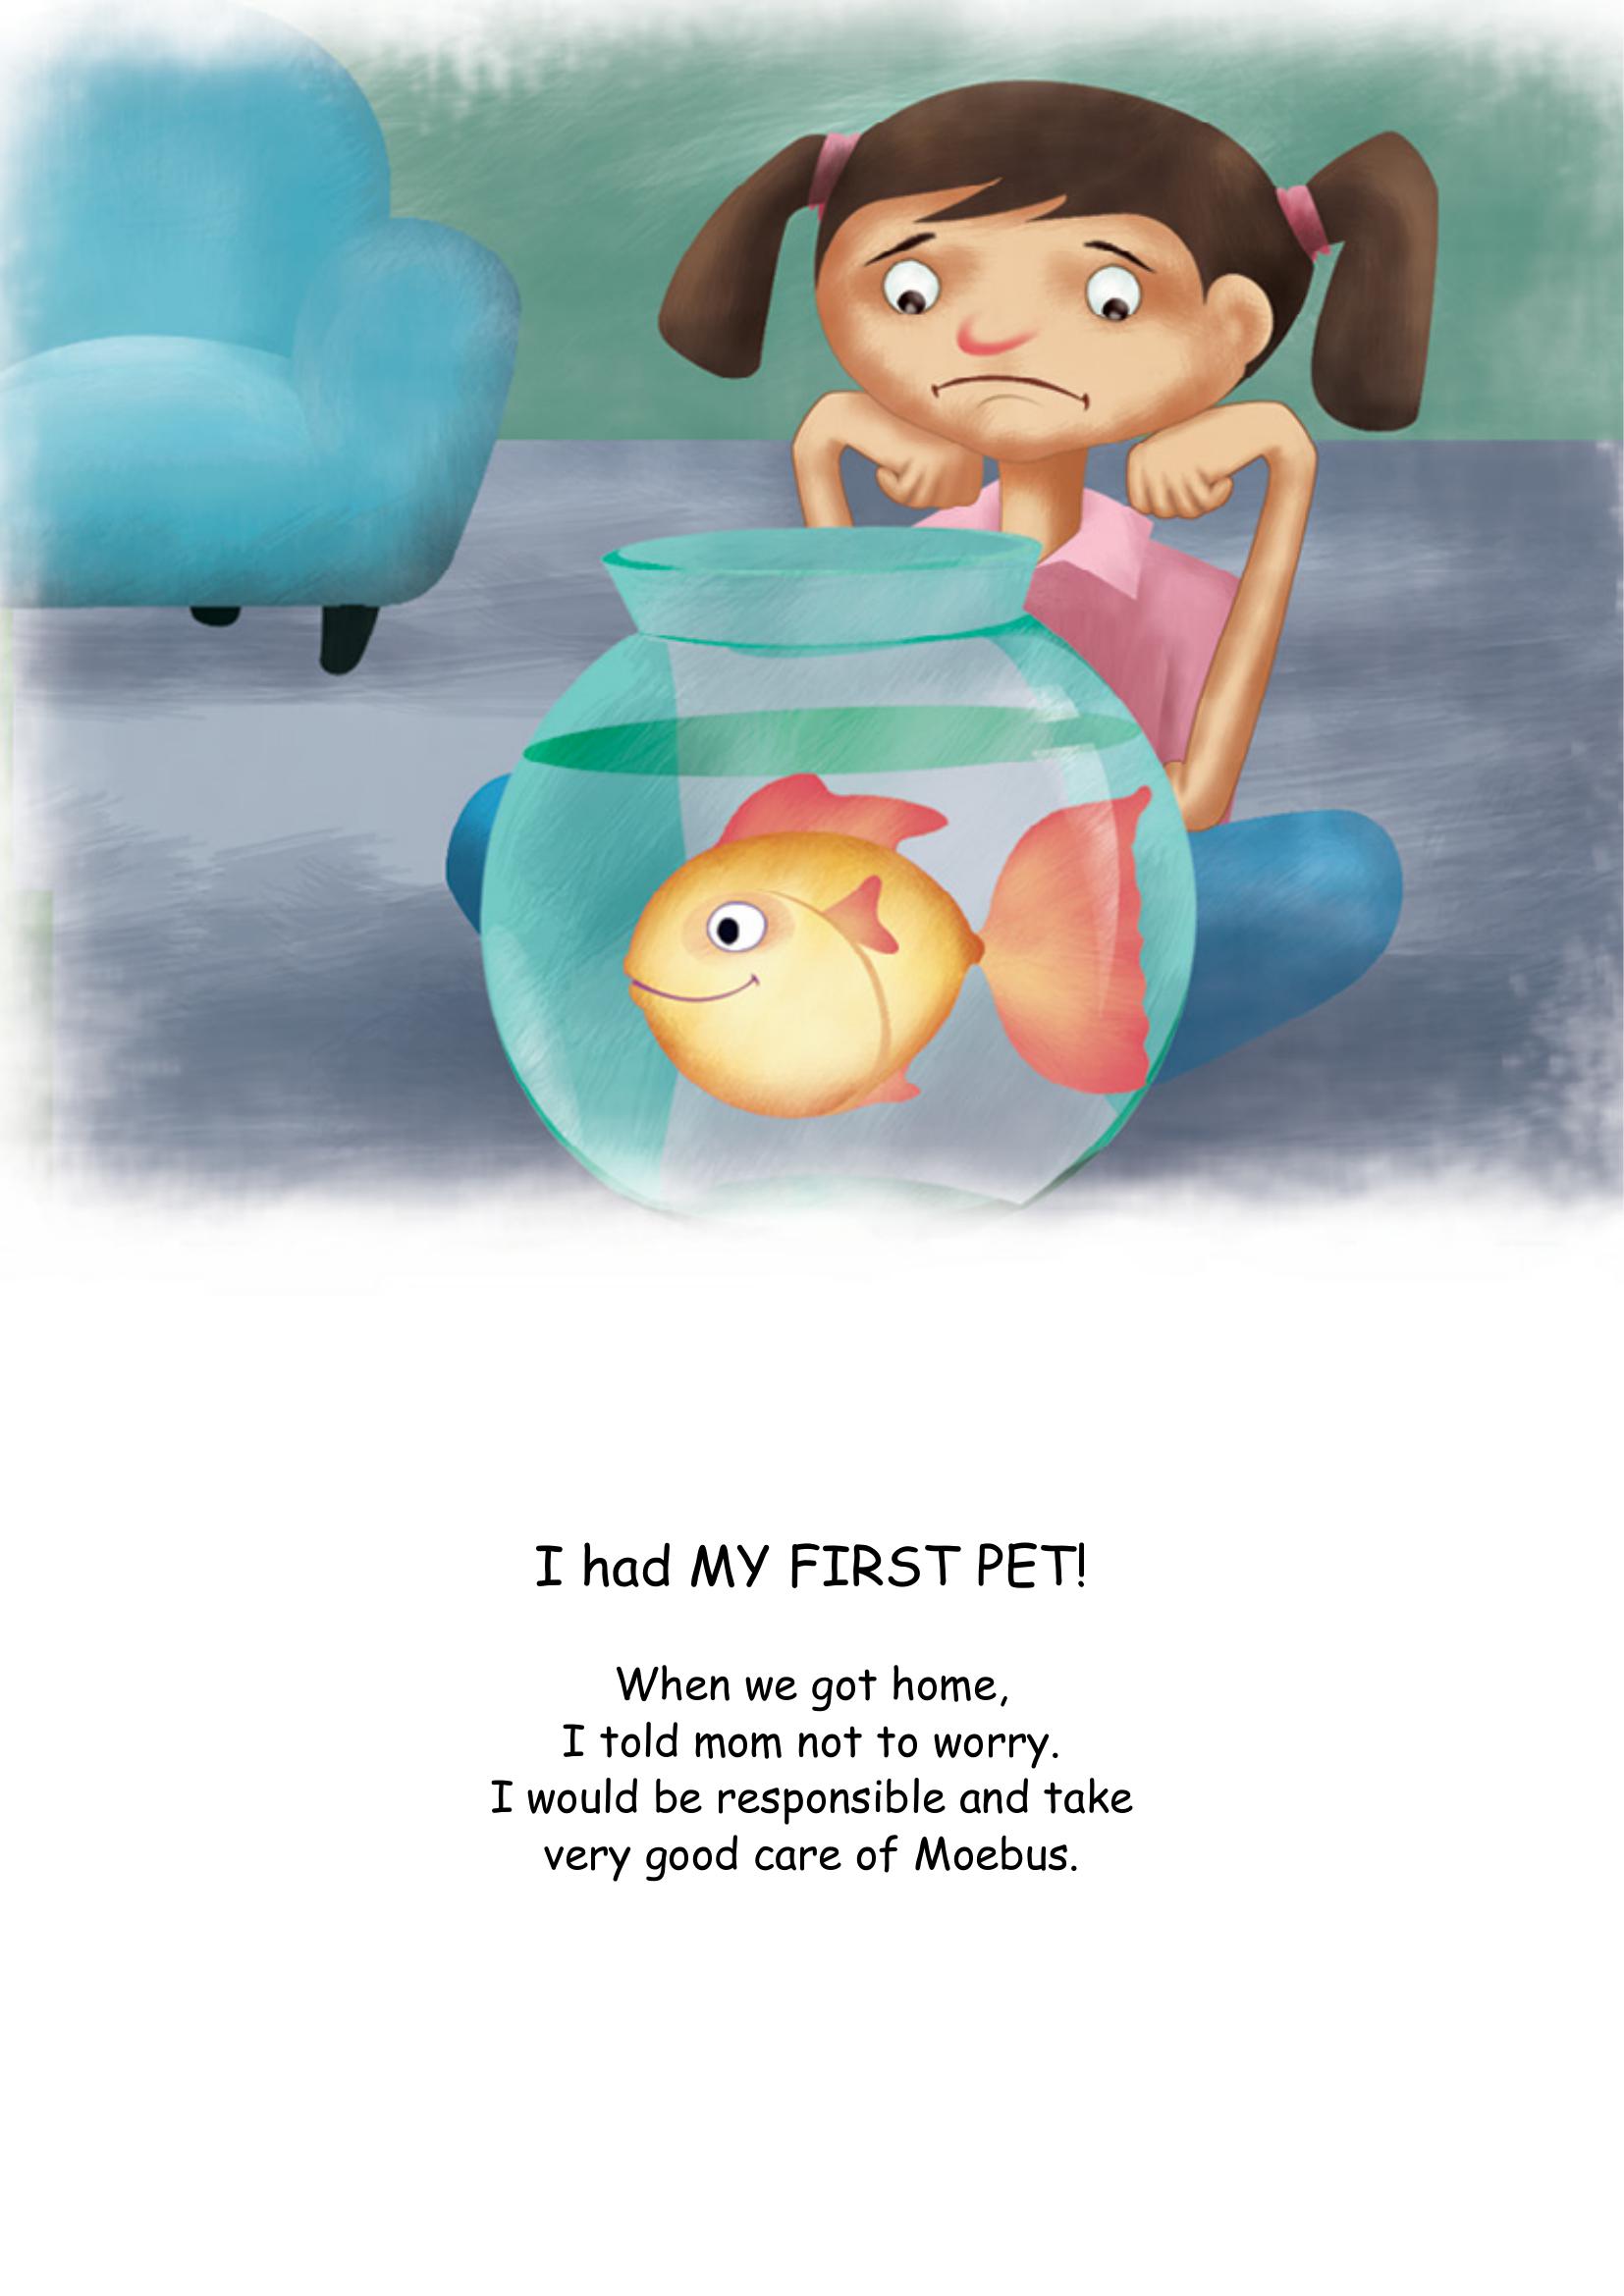 I had MY FIRST PET!
When we got home,
I told mom not to worry.
I would be responsible and take
very good care of Moebus.